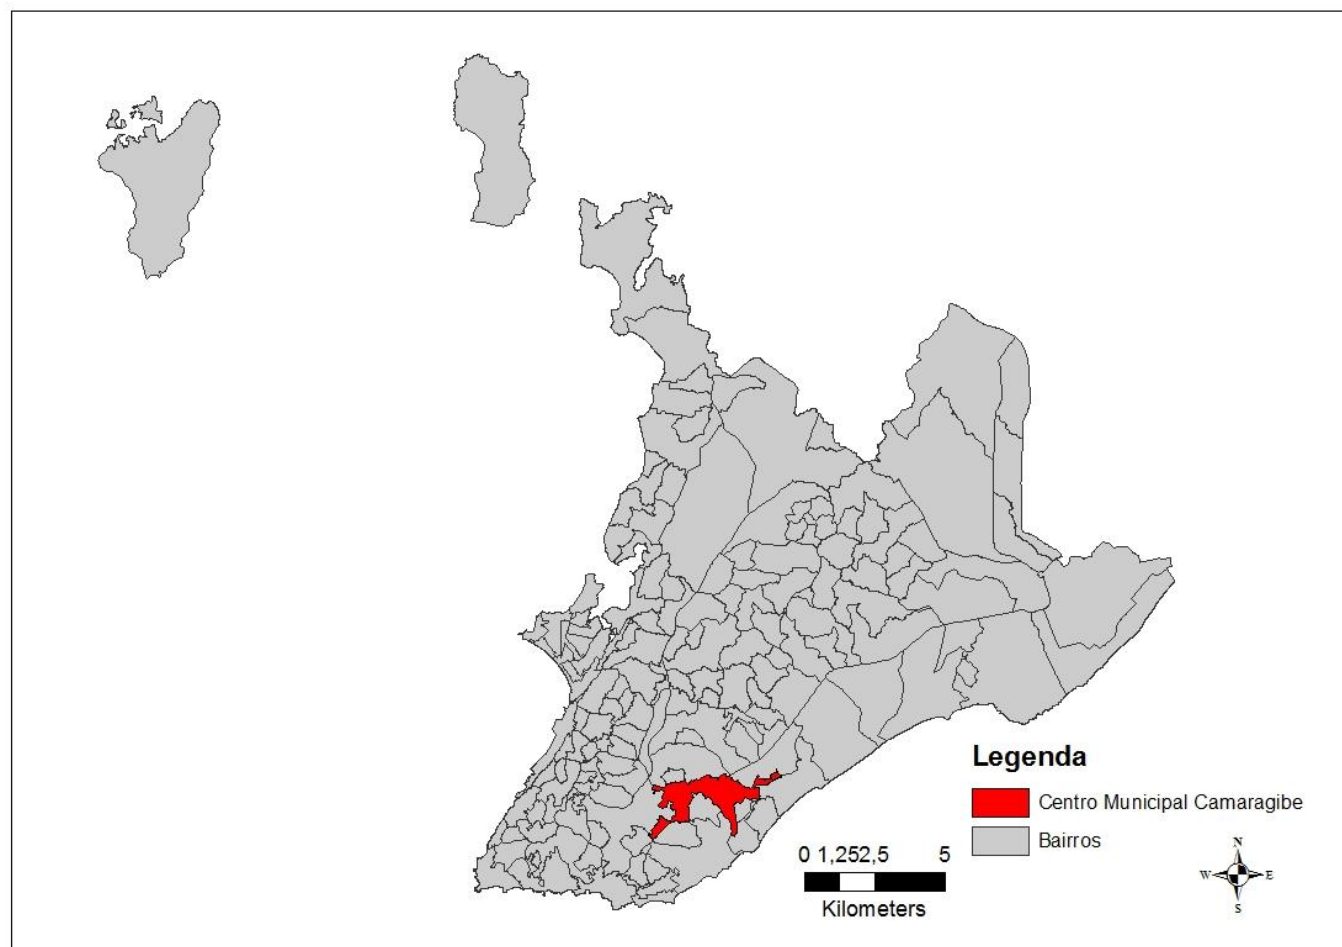 Legenda
Centro Municipal Camaragibe
Bairros
0 1,252,5 5
Kilometers
N
W E
S